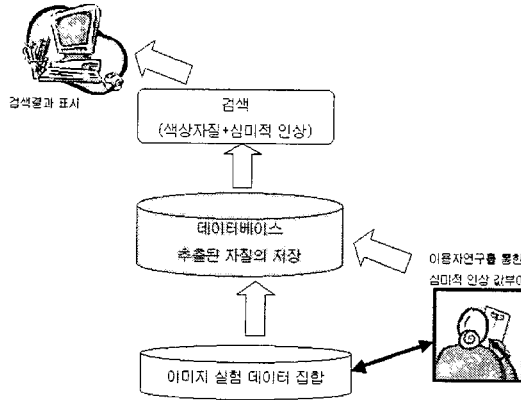 검색결과 표시
검색
(색상자질+심미적 인상)
데이터베이스
추출된 자질의 저장
이용자연구를 통한
심미적 인상 값부여
이미지 실험 데이터 집합